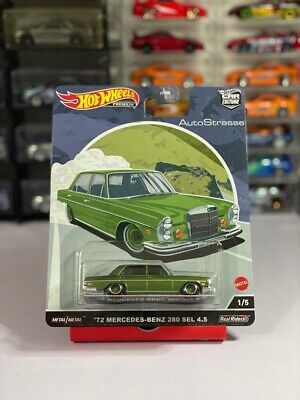 Hot Wheels
PREMIUM
CAR
CULTURE
AutoStrasse
MATTEL
1/5
METAL/METAL
'72 MERCEDES-BENZ 280 SEL 4.5
Real Riders